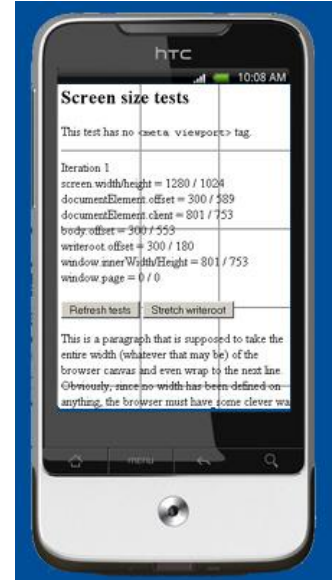 hTC
10:08 AM
Screen size tests
This test has no <meta viewport> tag.
Iteration 1
screen.width/height = 1280 / 1024
documentElement.offset = 300 / 589
documentElement.client = 801 / 753
body.offset = 300 / 553
writeroot.offset = 300 / 180
window.innerWidth/Height = 801 / 753
window.page = 0 / 0
Refresh tests Stretch writeroot
This is a paragraph that is supposed to take the
entire width (whatever that may be) of the
browser canvas and even wrap to the next line.
Obviously, since no width has been defined on
anything, the browser must have some clever wa
menu